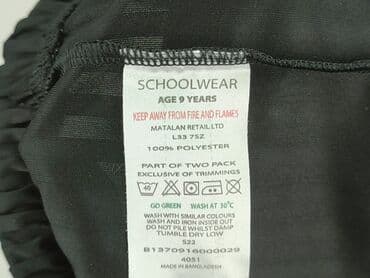 SCHOOLWEAR
AGE 9 YEARS
KEEP AWAY FROM FIRE AND FLAMES
MATALAN RETAIL LTD
L33 7SZ
100% POLYESTER
PART OF TWO PACK
EXCLUSIVE OF TRIMMINGS
40
GO GREEN WASH AT 30°C
WASH WITH SIMILAR COLOURS
WASH AND IRON INSIDE OUT
DO NOT PILE WHILST DAMP
TUMBLE DRY LOW
S22
B1370916000029
4051
MADE IN BANGLADESH